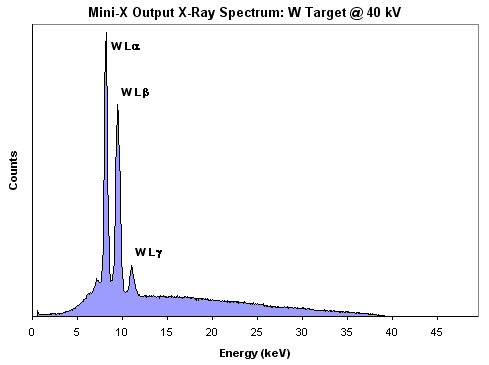 Mini-X Output X-Ray Spectrum: W Target @ 40 kV
W Lα
W Lβ
W Lγ
Counts
0 5 10 15 20 25 30 35 40 45
Energy (keV)